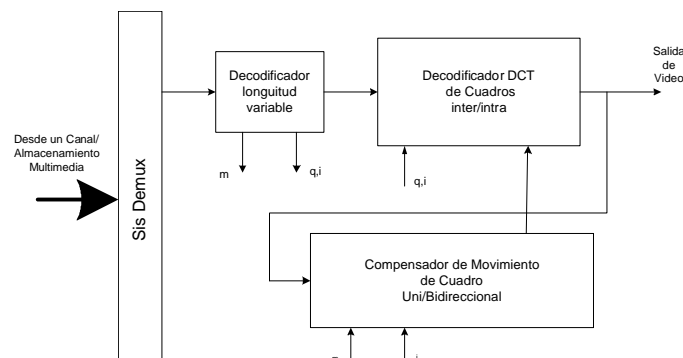 Desde un Canal/
Almacenamiento
Multimedia
Sis Demux
Decodificador
longuitud
variable
m
q,i
Decodificador DCT
de Cuadros
inter/intra
q,i
Salida
de
Video
Compensador de Movimiento
de Cuadro
Uni/Bidireccional